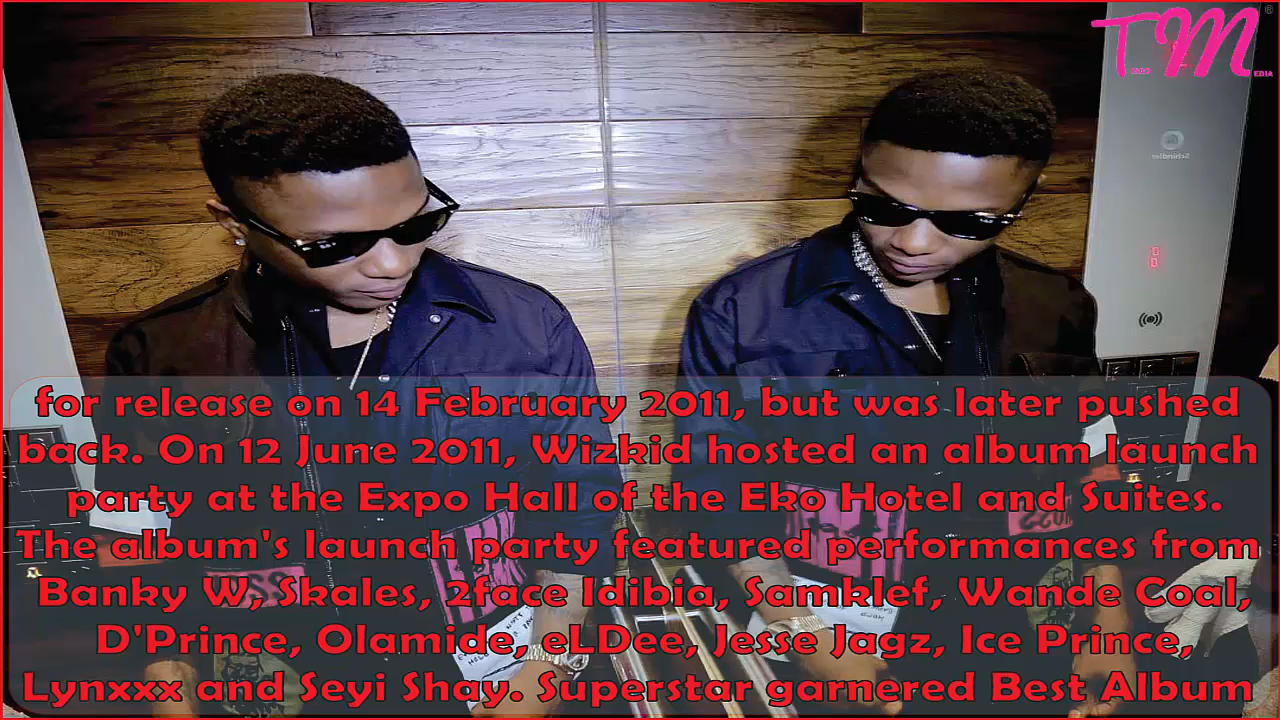 TM
EDIA
Schindler
for release on 14 February 2011, but was later pushed
back. On 12 June 2011, Wizkid hosted an album launch
party at the Expo Hall of the Eko Hotel and Suites.
The album's launch party featured performances from
Banky W, Skales, 2face Idibia, Samklef, Wande Coal,
D'Prince, Olamide, eLDee, Jesse Jagz, Ice Prince,
Lynxxx and Seyi Shay. Superstar garnered Best Album